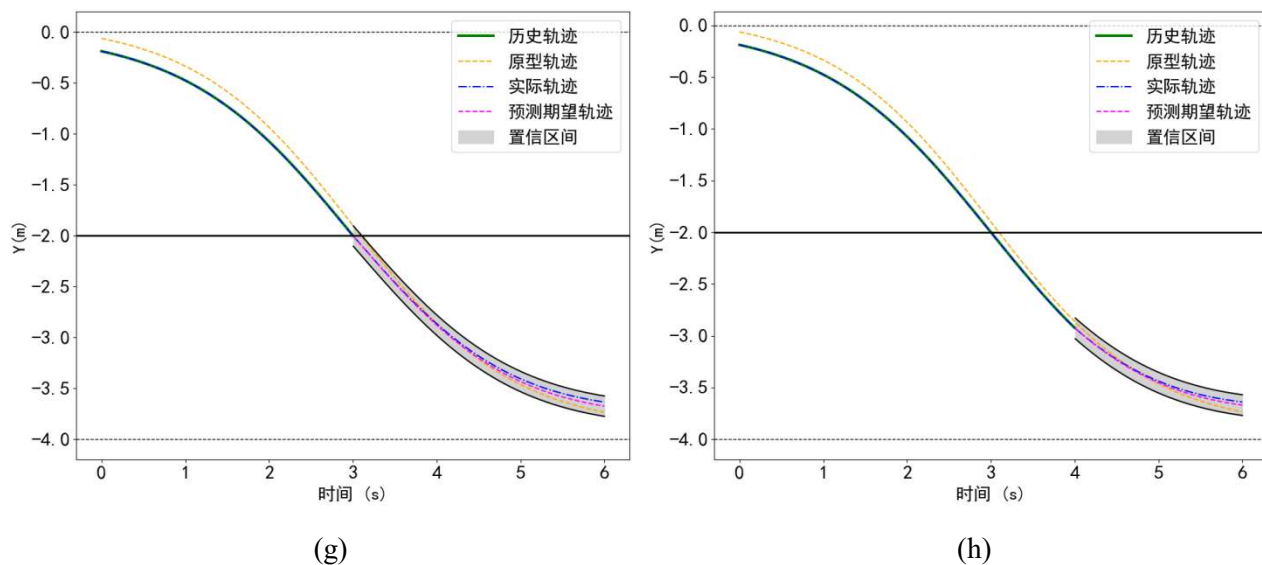 历史轨迹
原型轨迹
实际轨迹
预测期望轨迹
置信区间
0.0
-0.5
-1.0
-1.5
-2.0
-2.5
-3.0
-3.5
-4.0
Y(m)
0 1 2 3 4 5 6
时间 (s)
(g)
历史轨迹
原型轨迹
实际轨迹
预测期望轨迹
置信区间
0.0
-0.5
-1.0
-1.5
-2.0
-2.5
-3.0
-3.5
-4.0
Y(m)
0 1 2 3 4 5 6
时间 (s)
(h)